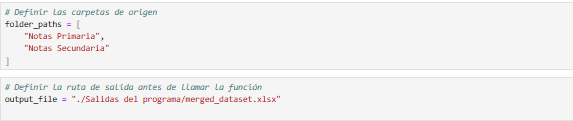 # Definir las carpetas de origen
folder_paths = [
    "Notas Primaria",
    "Notas Secundaria"
]
# Definir la ruta de salida antes de llamar la función
output_file = "./Salidas del programa/merged_dataset.xlsx"